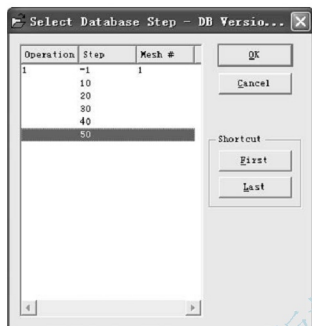 Select Database Step - DB Versio...
Operation Step Mesh #
1 -1 1
10
20
30
40
50
OK
Cancel
Shortcut
First
Last